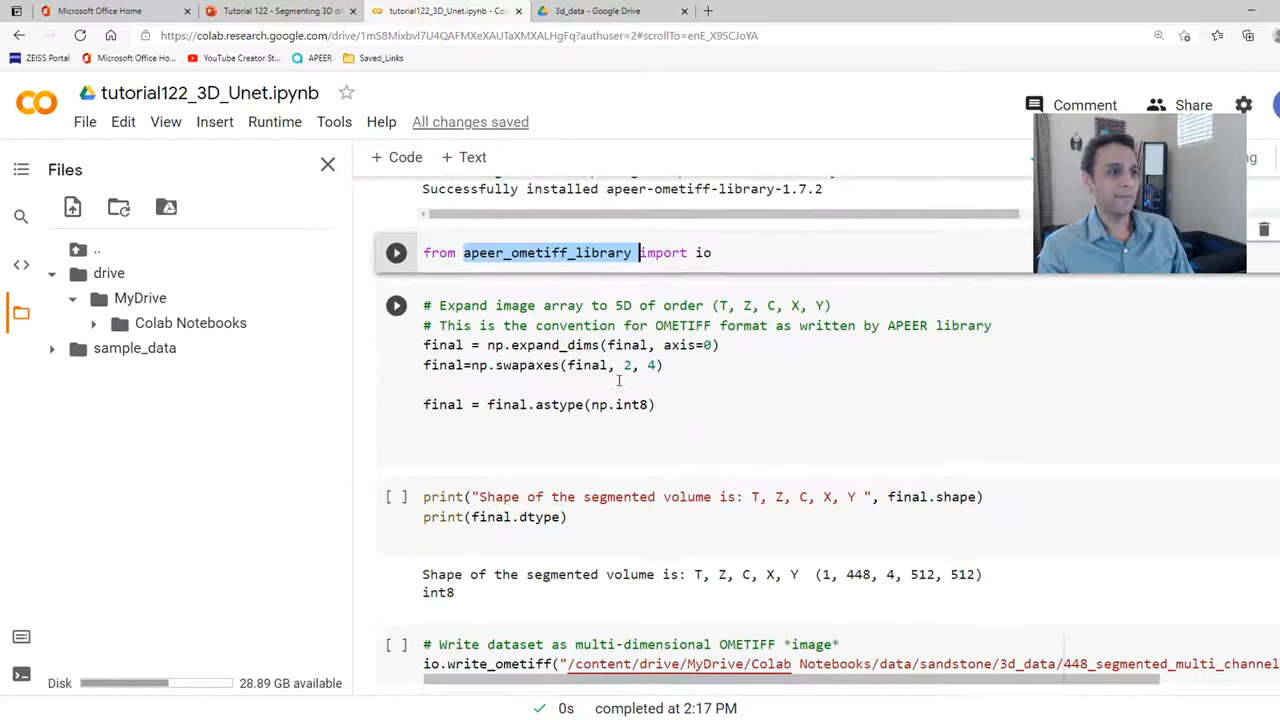 Microsoft Office Home
Tutorial 122 - Segmenting 3D di
tutorial122_3D_Unet.ipynb - Co
3d_data - Google Drive
https://colab.research.google.com/drive/1mS8Mixbvl7U4QAFMXeXAUTaXMXALHgFq?authuser=2#scrollTo=enE_X9SCJoYA
ZEISS Portal
Microsoft Office Ho...
YouTube Creator St...
APEER
Saved_Links
tutorial122_3D_Unet.ipynb
Comment
Share
File Edit View Insert Runtime Tools Help All changes saved
Files
+ Code + Text
Successfully installed apeer-ometiff-library-1.7.2
..
drive
MyDrive
Colab Notebooks
sample_data
from apeer_ometiff_library import io
# Expand image array to 5D of order (T, Z, C, X, Y)
# This is the convention for OMETIFF format as written by APEER library
final = np.expand_dims(final, axis=0)
final=np.swapaxes(final, 2, 4)
final = final.astype(np.int8)
[ ] print("Shape of the segmented volume is: T, Z, C, X, Y ", final.shape)
print(final.dtype)
Shape of the segmented volume is: T, Z, C, X, Y (1, 448, 4, 512, 512)
int8
[ ] # Write dataset as multi-dimensional OMETIFF *image*
io.write_ometiff("/content/drive/MyDrive/Colab Notebooks/data/sandstone/3d_data/448_segmented_multi_channel
Disk 28.89 GB available
0s completed at 2:17 PM